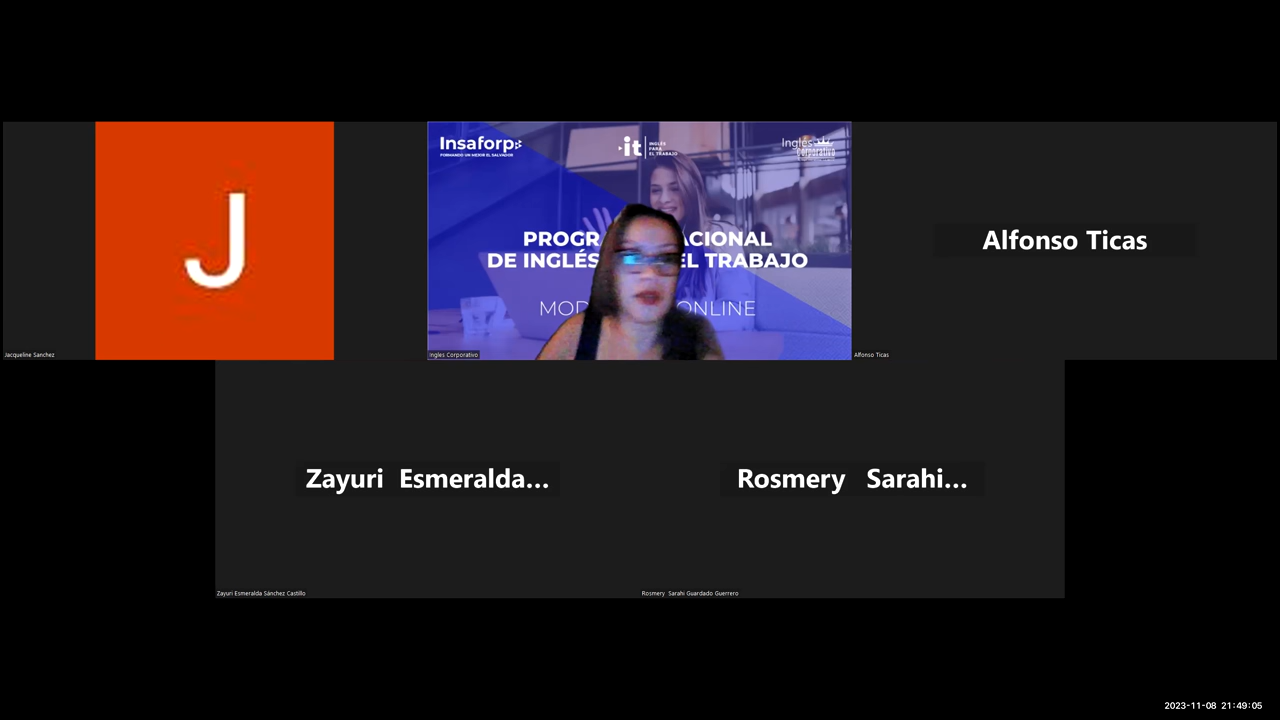 J
Jacqueline Sanchez
Insaforp
FORMANDO UN MEJOR EL SALVADOR
it
INGLÉS
PARA
EL TRABAJO
Inglés
Corporativo
PROGR ACIONAL
DE INGLÉS EL TRABAJO
MOD ONLINE
Ingles Corporativo
Alfonso Ticas
Alfonso Ticas
Zayuri Esmeralda...
Zayuri Esmeralda Sánchez Castillo
Rosmery Sarahi...
Rosmery Sarahi Guardado Guerrero
2023-11-08 21:49:05